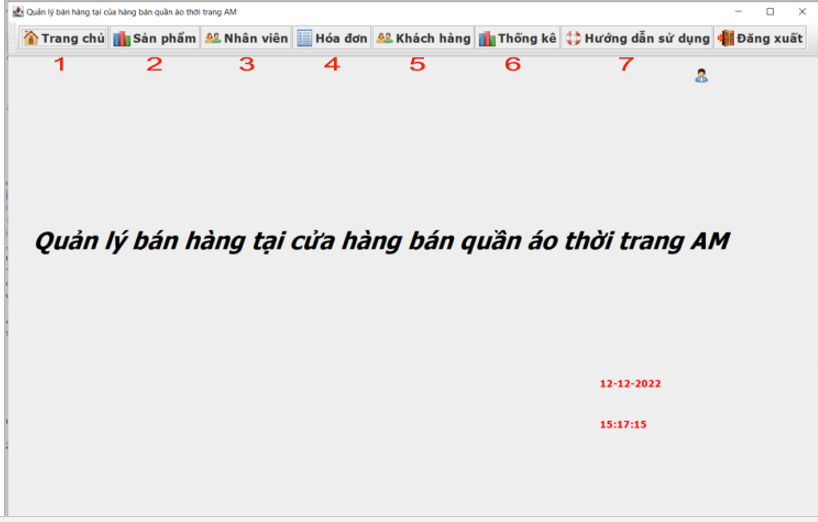 Quản lý bán hàng tại cửa hàng bán quần áo thời trang AM
Trang chủ Sản phẩm Nhân viên Hóa đơn Khách hàng Thống kê Hướng dẫn sử dụng Đăng xuất
1 2 3 4 5 6 7
Quản lý bán hàng tại cửa hàng bán quần áo thời trang AM
12-12-2022
15:17:15